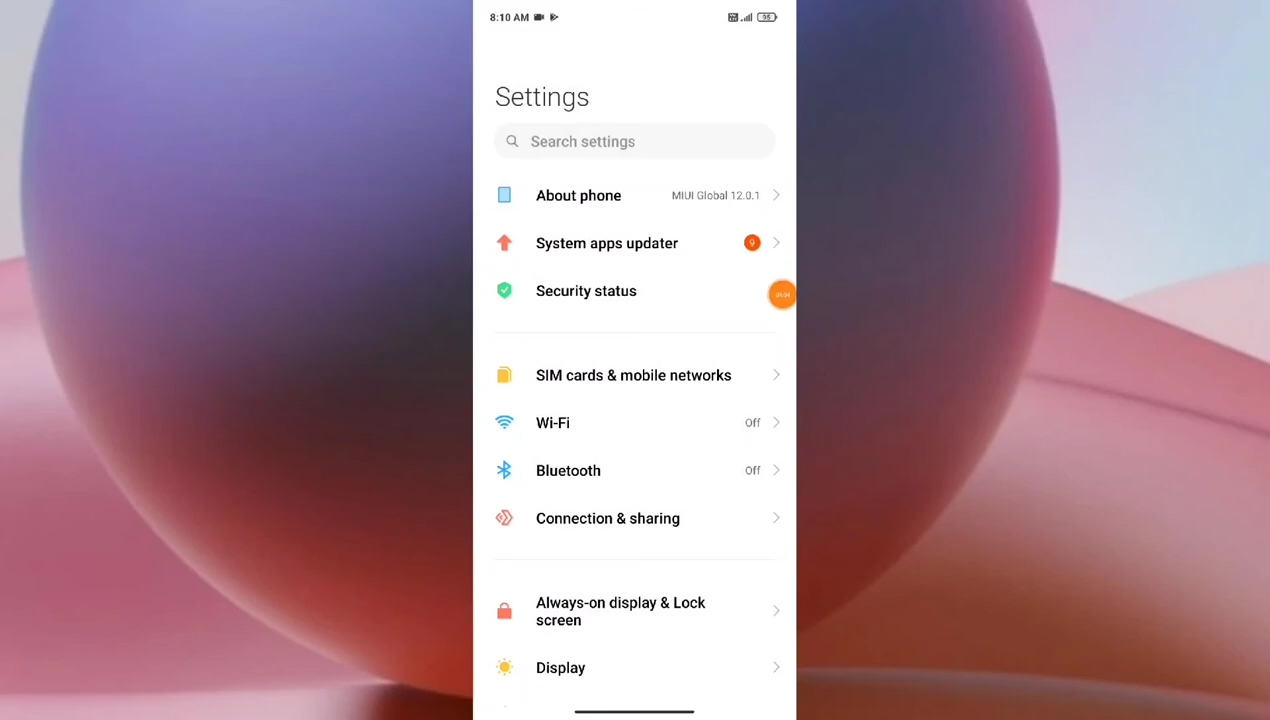 8:10 AM
95
Settings
Search settings
About phone
MIUI Global 12.0.1
System apps updater
9
Security status
SIM cards & mobile networks
Wi-Fi
Off
Bluetooth
Off
Connection & sharing
Always-on display & Lock
screen
Display